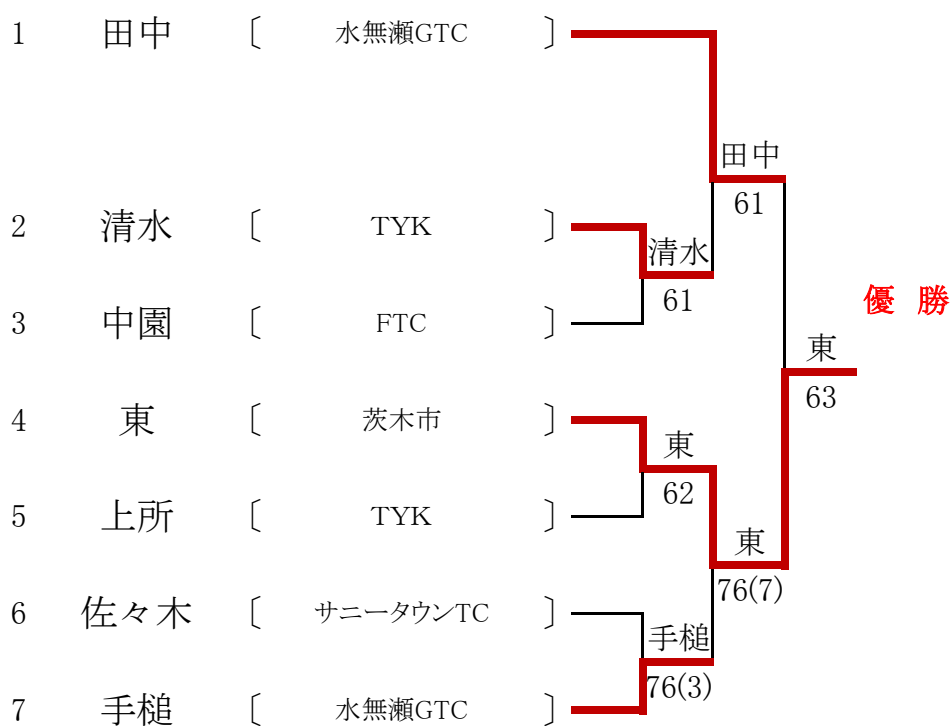 1 田中 〔 水無瀬GTC 〕
田中
61
2 清水 〔 TYK 〕
清水
61
3 中園 〔 FTC 〕
優 勝
東
63
4 東 〔 茨木市 〕
東
62
5 上所 〔 TYK 〕
東
76(7)
6 佐々木 〔 サニータウンTC 〕
手槌
76(3)
7 手槌 〔 水無瀬GTC 〕